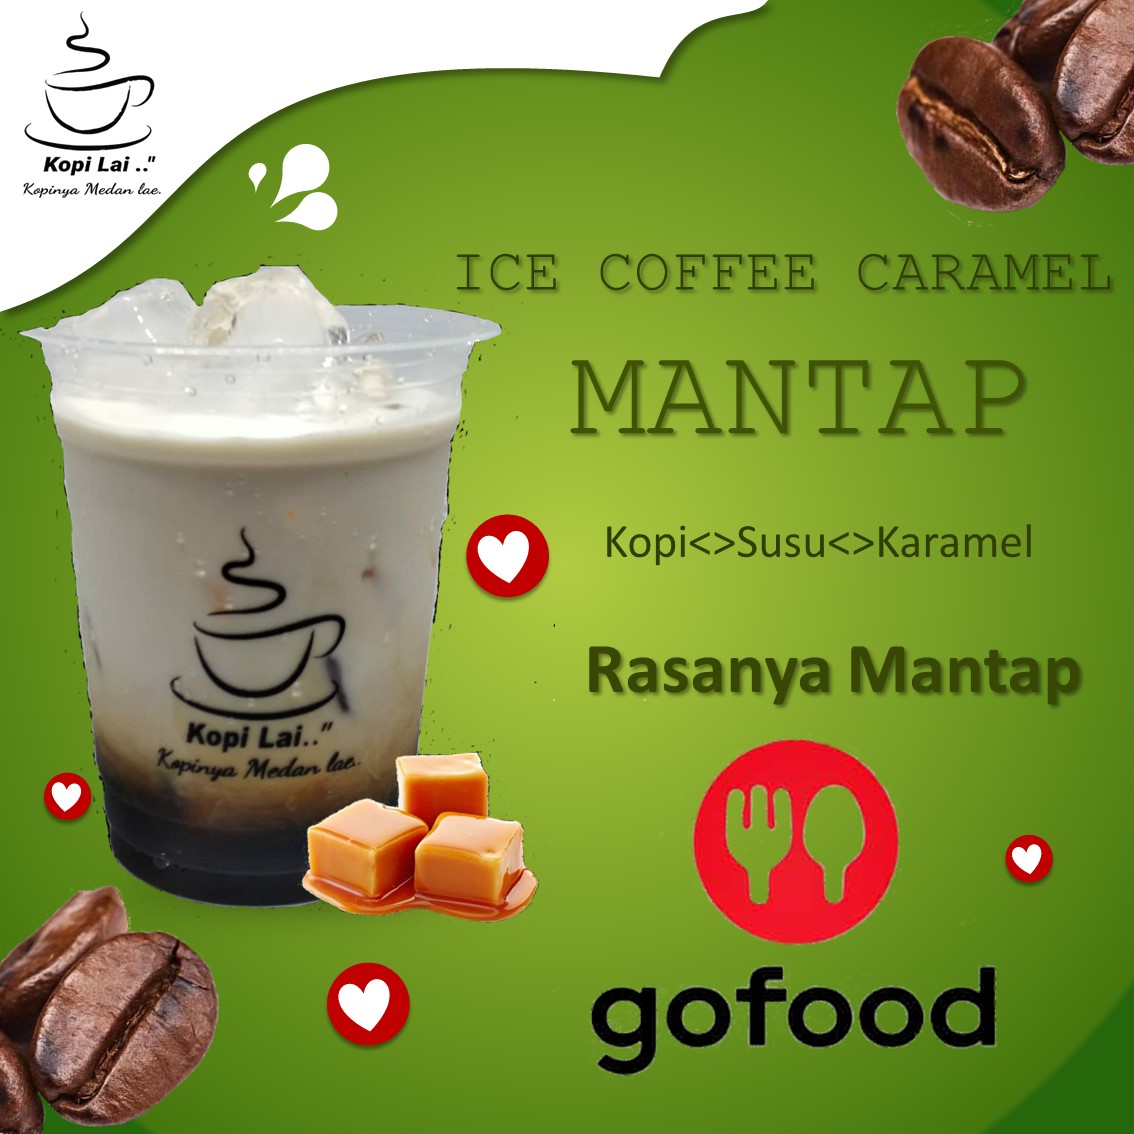 Kopi Lai .."
Kopinya Medan lae.
ICE COFFEE CARAMEL
MANTAP
Kopi<>Susu<>Karamel
Rasanya Mantap
Kopi Lai.."
Kopinya Medan lae..
gofood